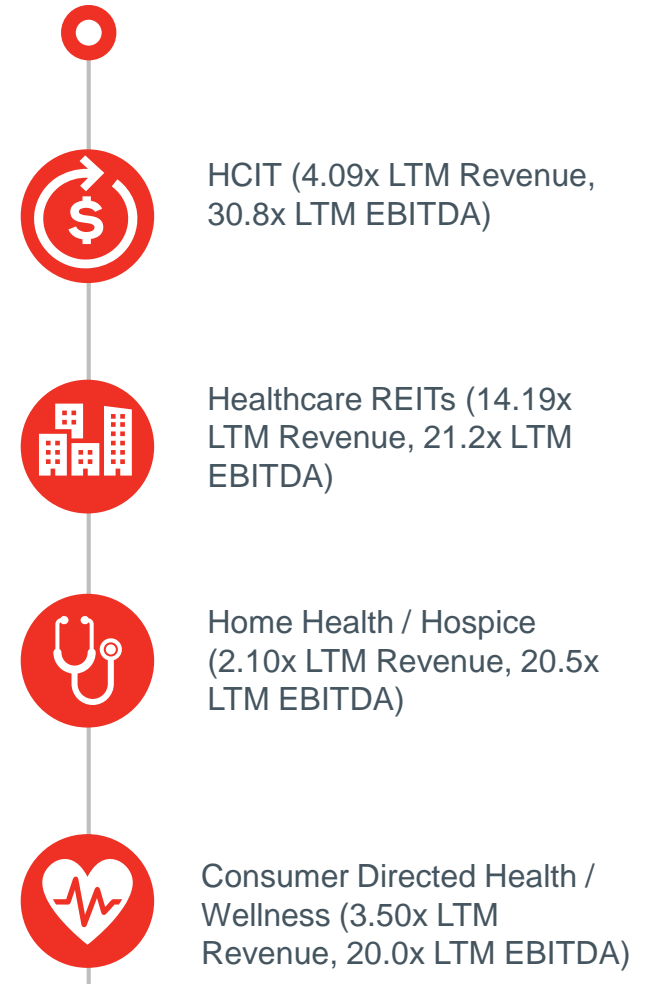 $
HCIT (4.09x LTM Revenue,
30.8x LTM EBITDA)
Healthcare REITs (14.19x
LTM Revenue, 21.2x LTM
EBITDA)
Home Health / Hospice
(2.10x LTM Revenue, 20.5x
LTM EBITDA)
Consumer Directed Health /
Wellness (3.50x LTM
Revenue, 20.0x LTM EBITDA)